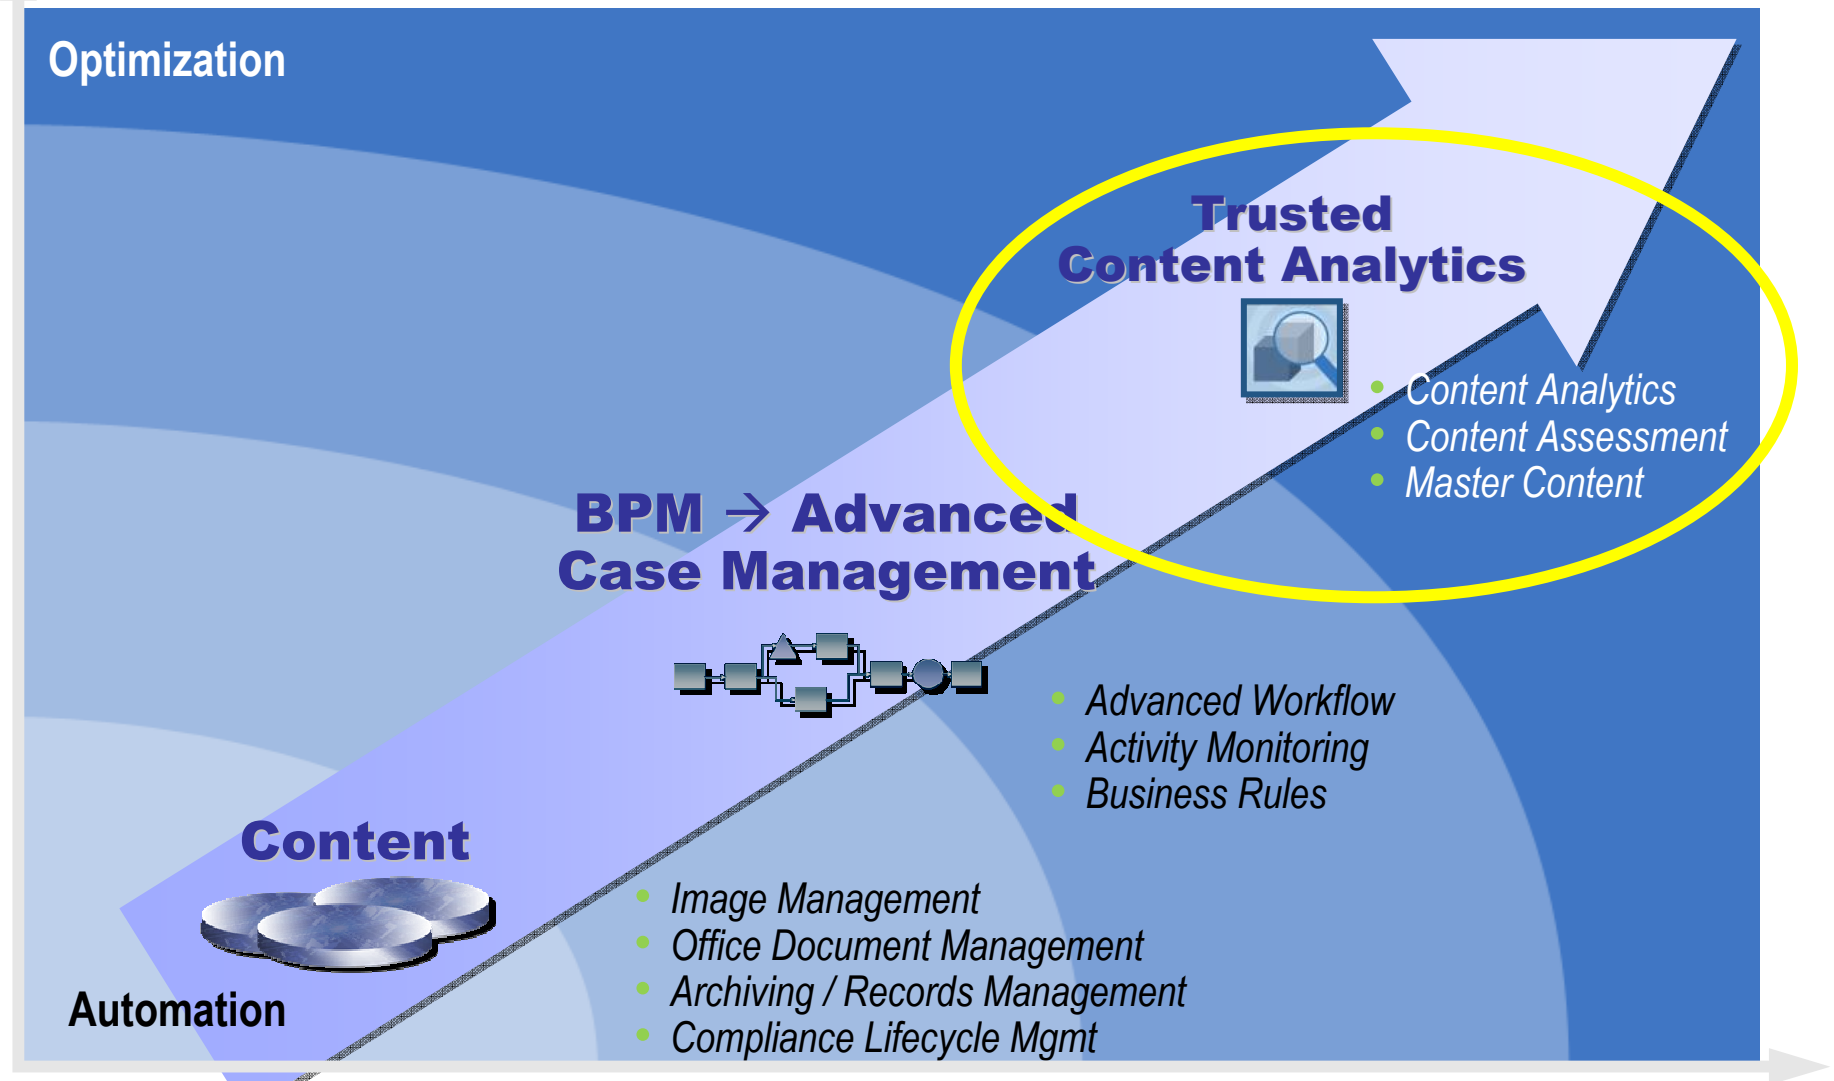 Optimization
Trusted
Content Analytics
• Content Analytics
• Content Assessment
• Master Content
BPM → Advanced
Case Management
• Advanced Workflow
• Activity Monitoring
• Business Rules
Content
• Image Management
• Office Document Management
• Archiving / Records Management
• Compliance Lifecycle Mgmt
Automation